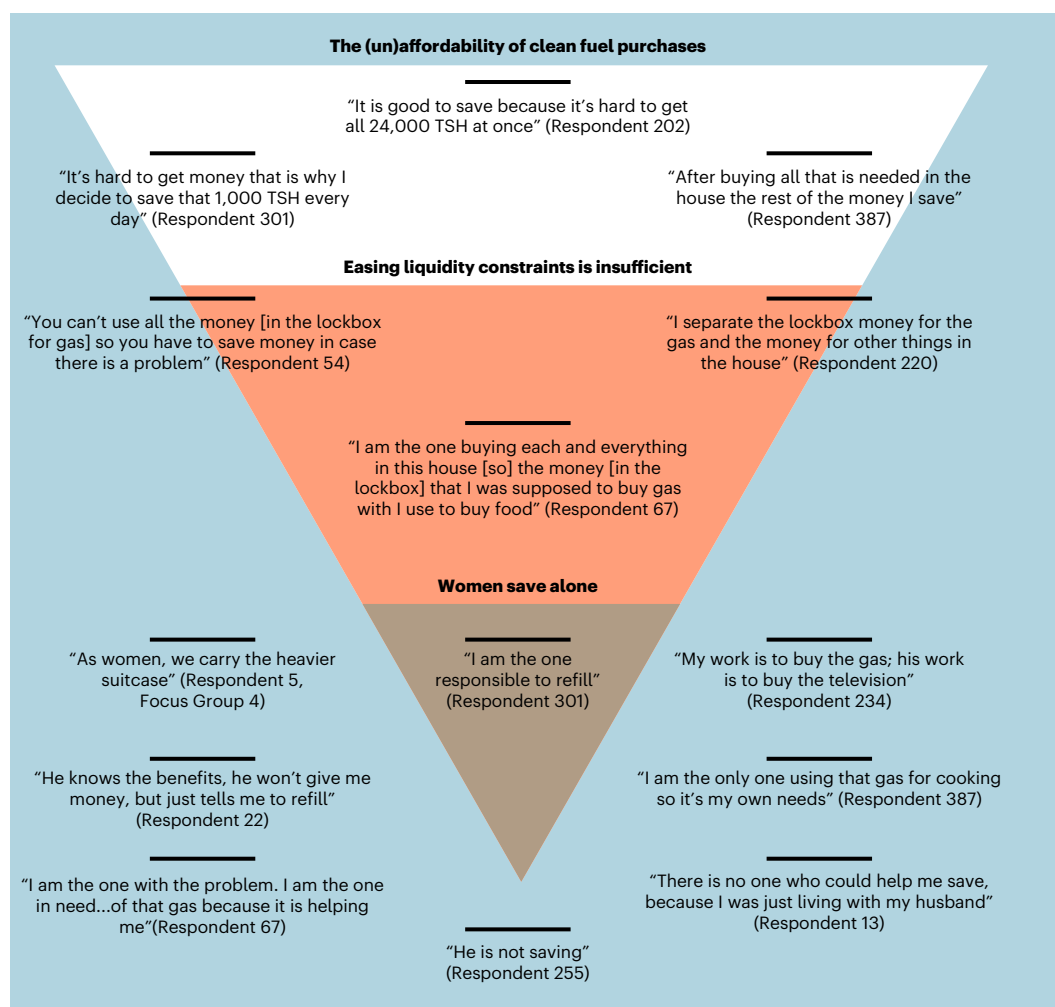 The (un)affordability of clean fuel purchases
“It is good to save because it’s hard to get
all 24,000 TSH at once” (Respondent 202)
“It’s hard to get money that is why I
decide to save that 1,000 TSH every
day” (Respondent 301)
“After buying all that is needed in the
house the rest of the money I save”
(Respondent 387)
Easing liquidity constraints is insufficient
“You can’t use all the money [in the lockbox
for gas] so you have to save money in case
there is a problem” (Respondent 54)
“I separate the lockbox money for the
gas and the money for other things in
the house” (Respondent 220)
“I am the one buying each and everything
in this house [so] the money [in the
lockbox] that I was supposed to buy gas
with I use to buy food” (Respondent 67)
Women save alone
“As women, we carry the heavier
suitcase” (Respondent 5,
Focus Group 4)
“I am the one
responsible to refill”
(Respondent 301)
“My work is to buy the gas; his work
is to buy the television”
(Respondent 234)
“He knows the benefits, he won’t give me
money, but just tells me to refill”
(Respondent 22)
“I am the only one using that gas for cooking
so it’s my own needs” (Respondent 387)
“I am the one with the problem. I am the one
in need...of that gas because it is helping
me”(Respondent 67)
“There is no one who could help me save,
because I was just living with my husband”
(Respondent 13)
“He is not saving”
(Respondent 255)